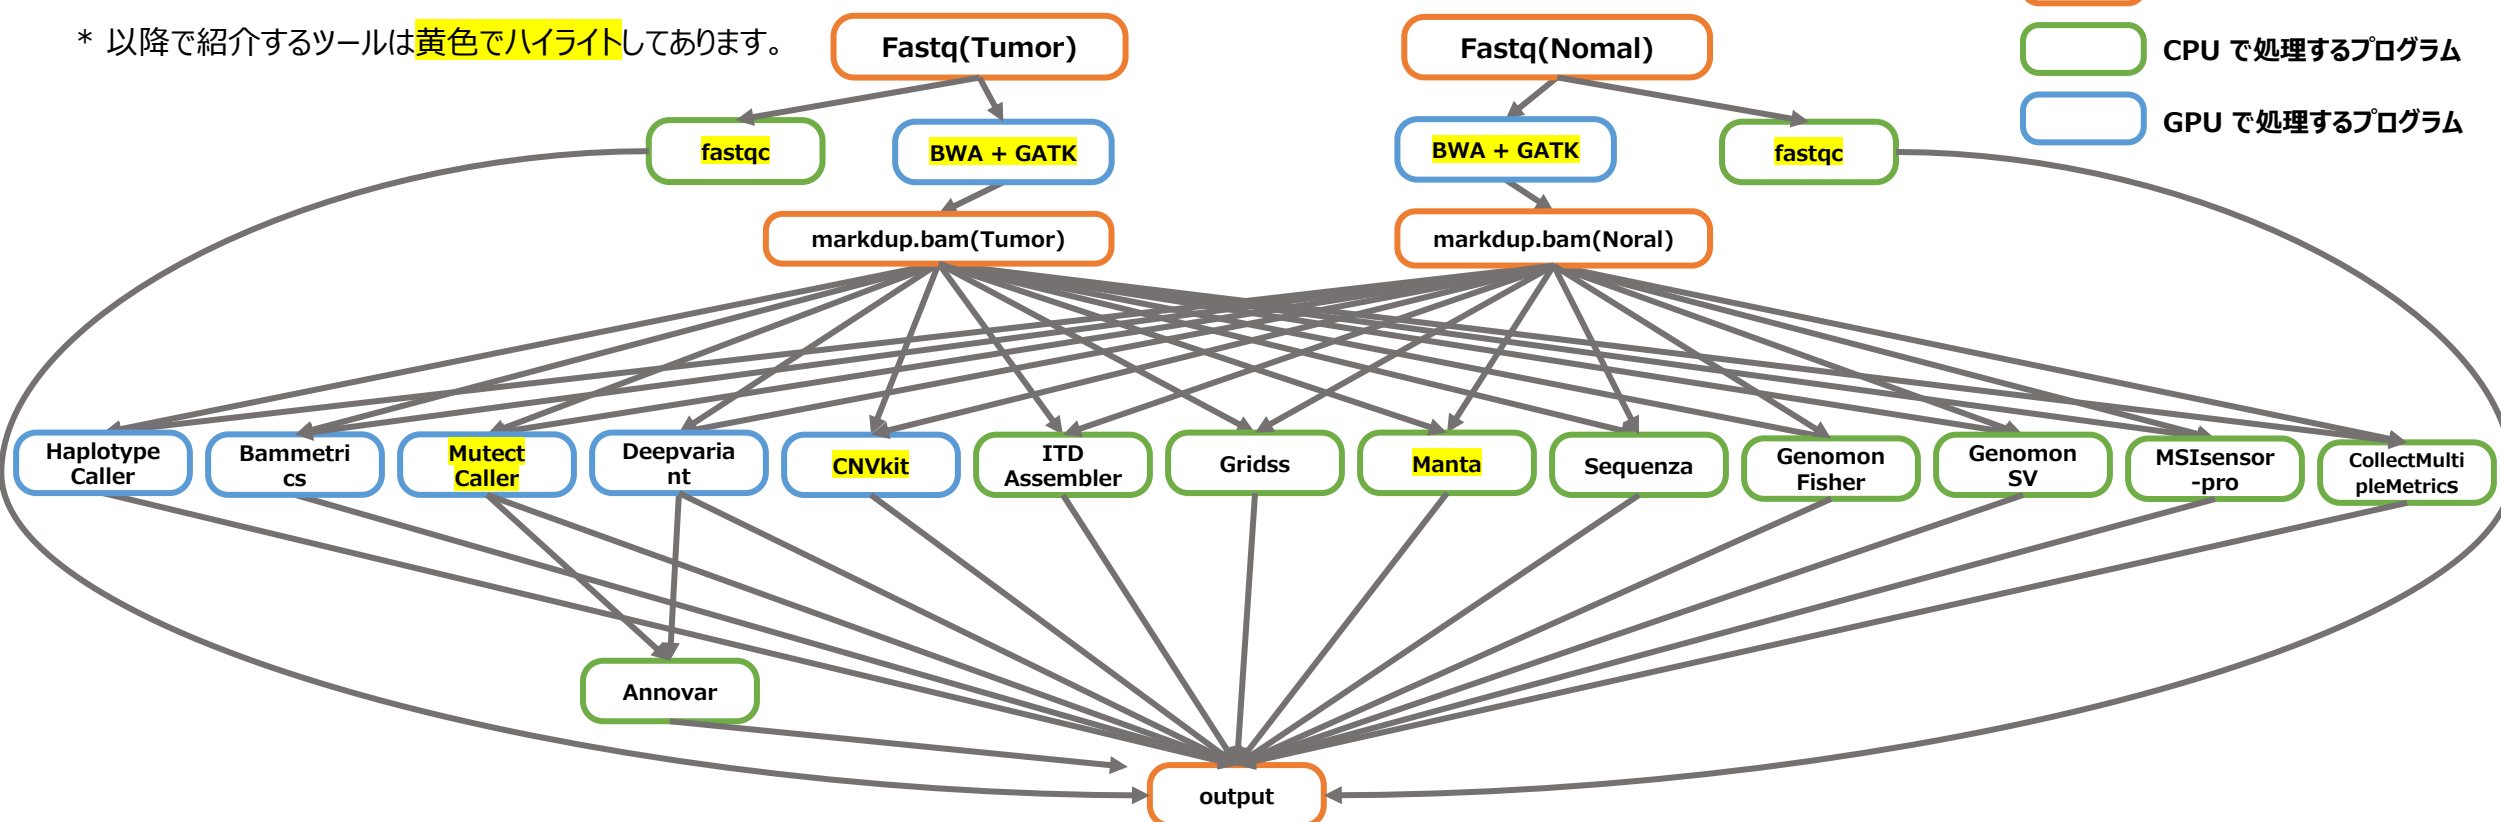 * 以降で紹介するツールは黄色でハイライトしてあります。
Fastq(Tumor)
Fastq(Nomal)
CPU で処理するプログラム
GPU で処理するプログラム
fastqc
BWA + GATK
BWA + GATK
fastqc
markdup.bam(Tumor)
markdup.bam(Noral)
Haplotype
Caller
Bammetri
cs
Mutect
Caller
Deepvaria
nt
CNVkit
ITD
Assembler
Gridss
Manta
Sequenza
Genomon
Fisher
Genomon
SV
MSIsensor
-pro
CollectMulti
pleMetrics
Annovar
output